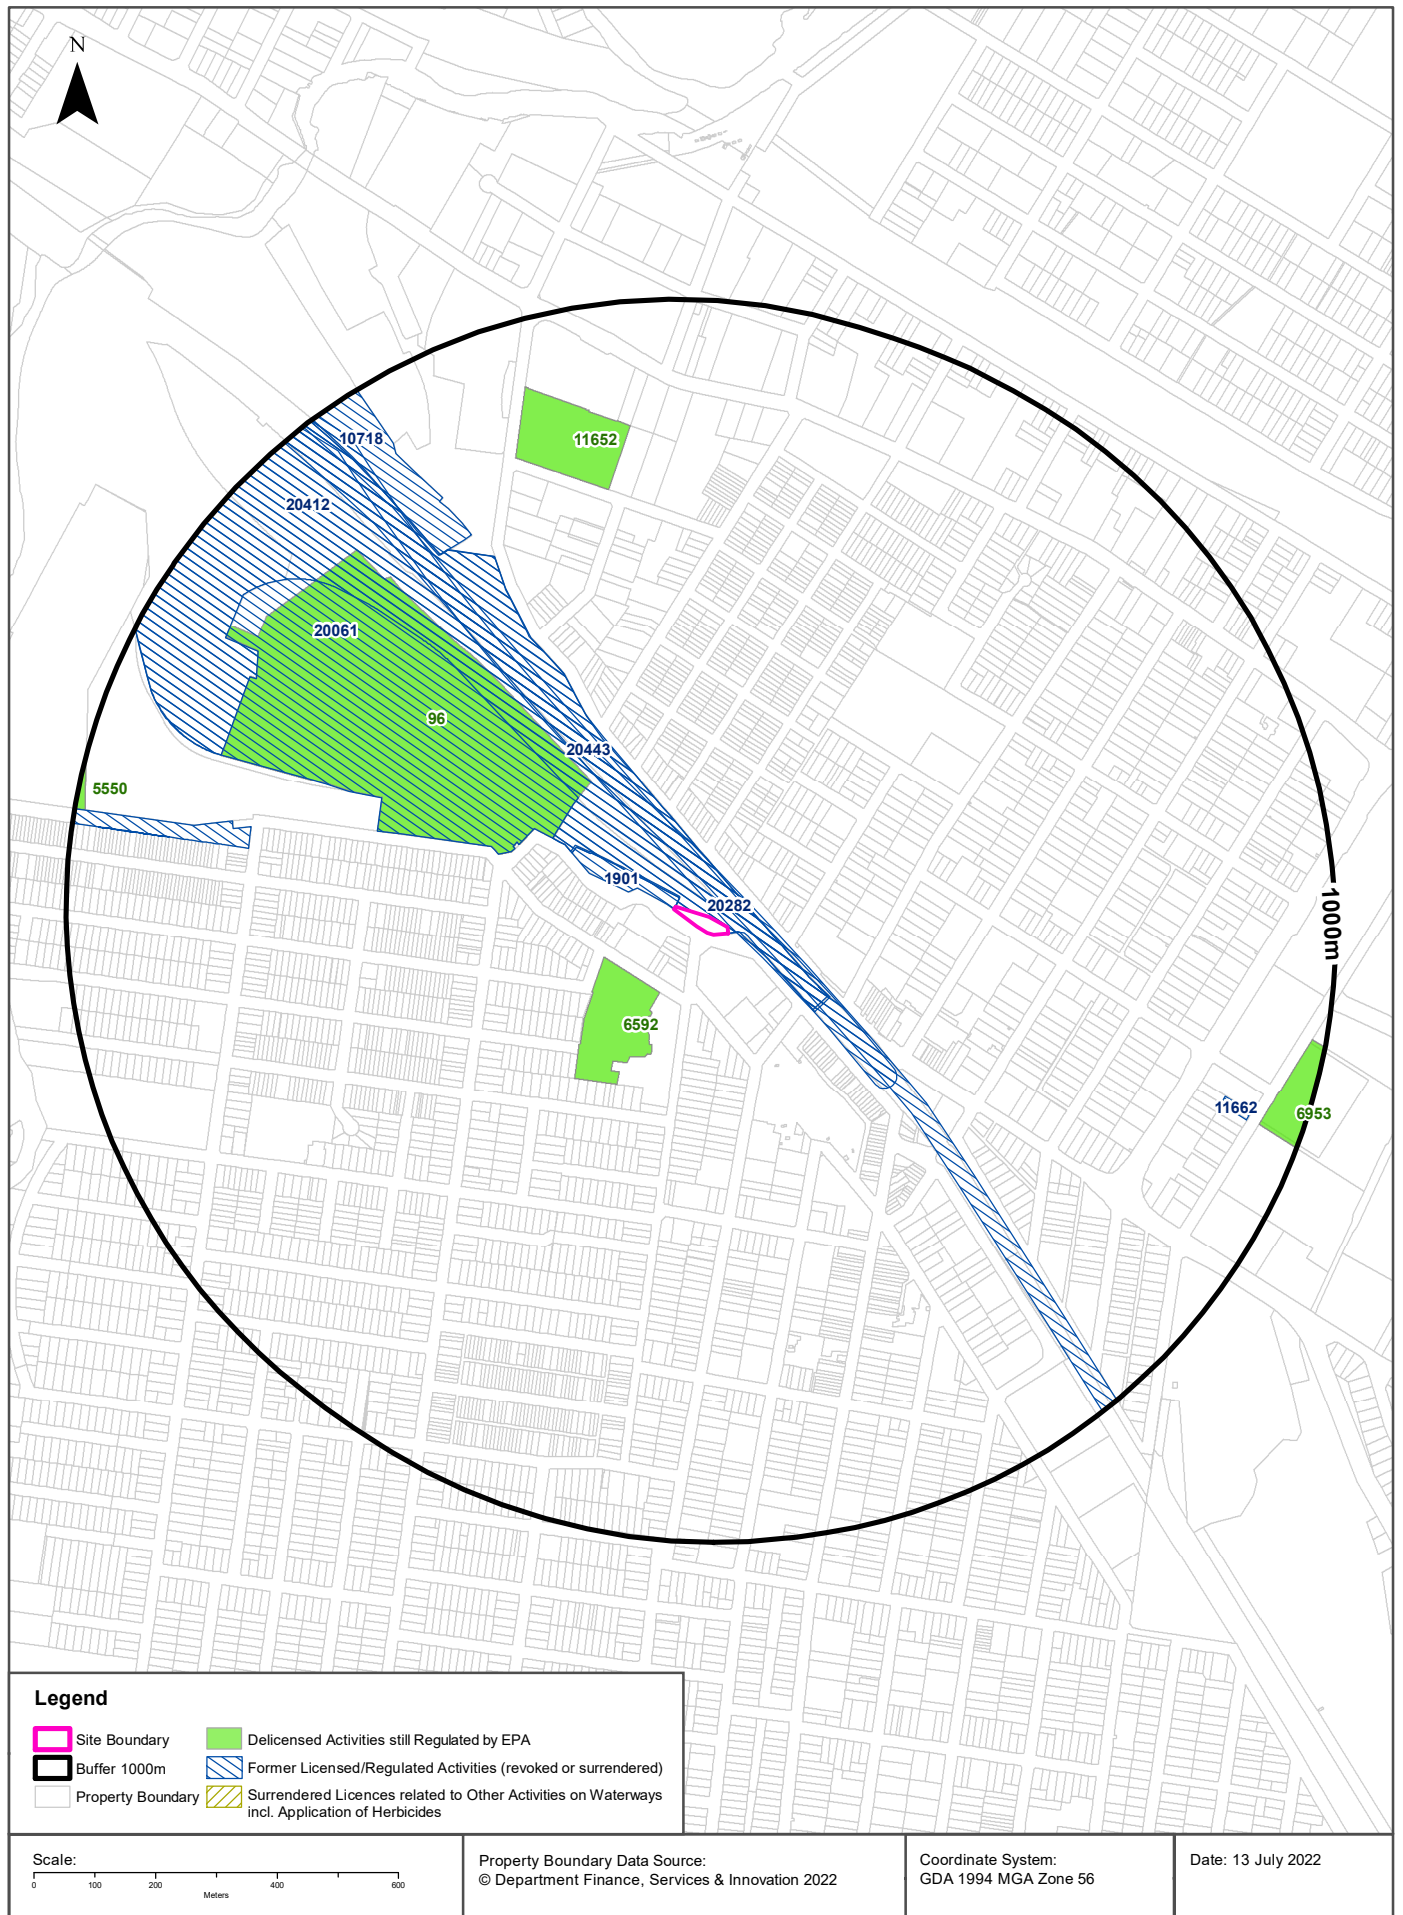 N
10718
11652
20412
20061
96
20443
5550
1901
20282
1000m
6592
11662
6953
Legend
Site Boundary
Buffer 1000m
Property Boundary
Delicensed Activities still Regulated by EPA
Former Licensed/Regulated Activities (revoked or surrendered)
Surrendered Licences related to Other Activities on Waterways
incl. Application of Herbicides
Scale:
0 100 200 400 600
Meters
Property Boundary Data Source:
© Department Finance, Services & Innovation 2022
Coordinate System:
GDA 1994 MGA Zone 56
Date: 13 July 2022